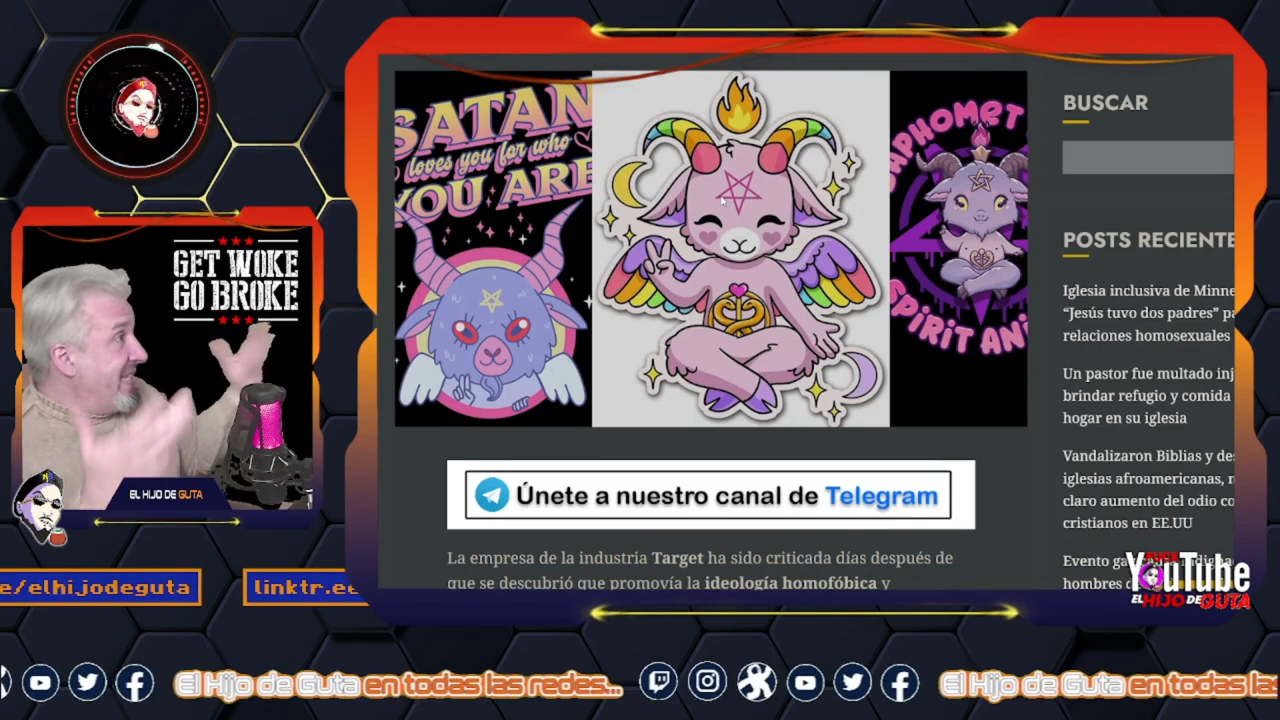 GET WOKE
GO BROKE
EL HIJO DE GUTA
e/elhijodeguta
linktr.ee
SATAN
loves you for who
YOU ARE
BAPHOMET
SPIRIT ANI
BUSCAR
POSTS RECIENTE
Iglesia inclusiva de Minne
“Jesús tuvo dos padres” pa
relaciones homosexuales
Un pastor fue multado inj
brindar refugio y comida
hogar en su iglesia
Vandalizaron Biblias y de
iglesias afroamericanas,
claro aumento del odio co
cristianos en EE.UU
Evento ga
hombres d
Únete a nuestro canal de Telegram
La empresa de la industria Target ha sido criticada días después de
que se descubrió que promovía la ideología homofóbica y
YouTube
EL HIJO DE GUTA
El Hijo de Guta en todas las redes...
El Hijo de Guta en todas las